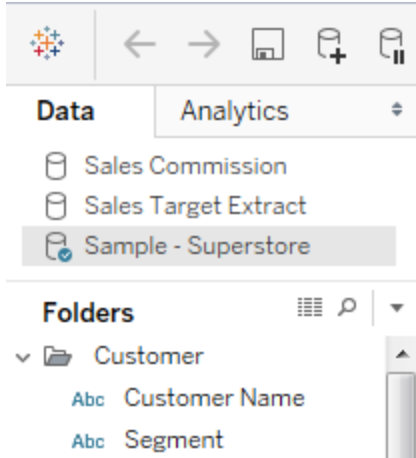 Data Analytics
Sales Commission
Sales Target Extract
Sample - Superstore
Folders
Customer
Abc Customer Name
Abc Segment